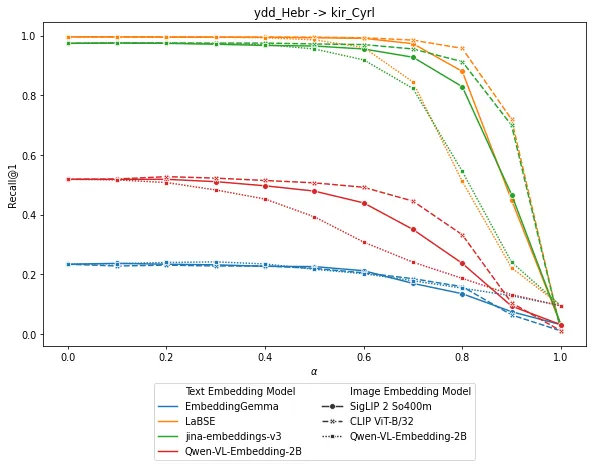 ydd_Hebr -> kir_Cyrl
1.0
0.8
0.6
0.4
0.2
0.0
Recall@1
0.0 0.2 0.4 0.6 0.8 1.0
α
Text Embedding Model Image Embedding Model
EmbeddingGemma SigLIP 2 So400m
LaBSE CLIP ViT-B/32
jina-embeddings-v3 Qwen-VL-Embedding-2B
Qwen-VL-Embedding-2B